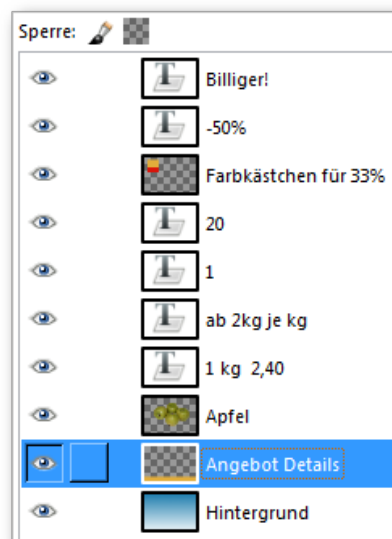 Sperre:
Billiger!
-50%
Farbkästchen für 33%
20
1
ab 2kg je kg
1 kg  2,40
Apfel
Angebot Details
Hintergrund